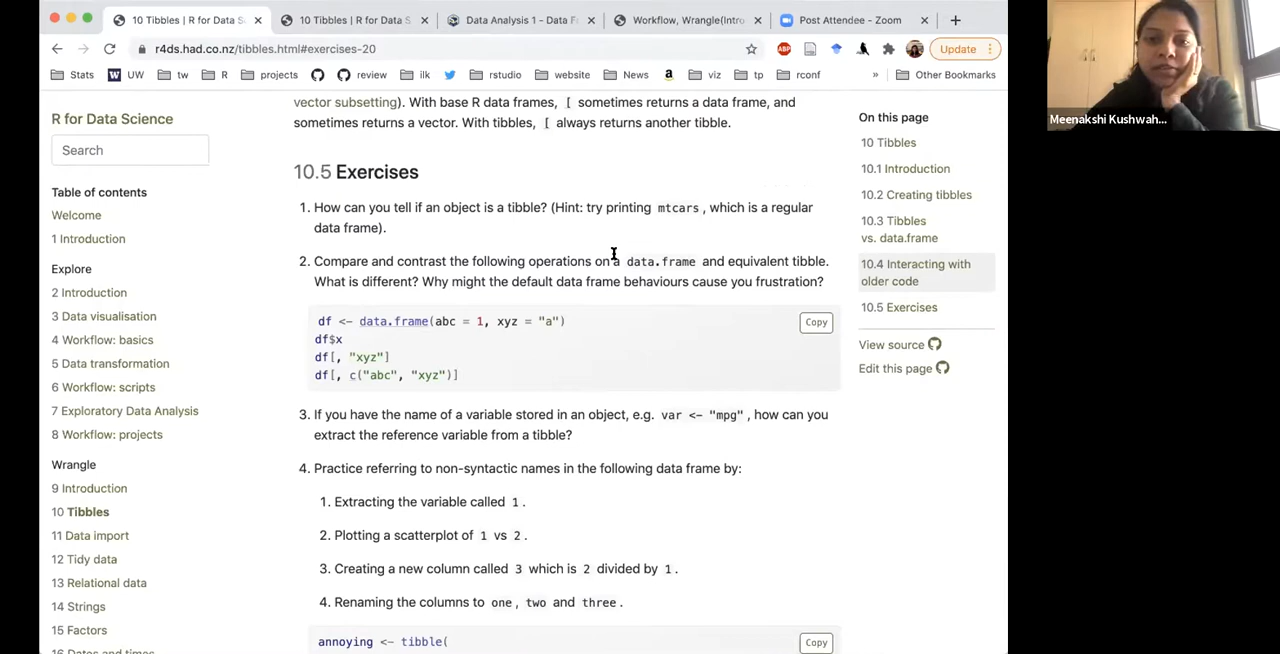 10 Tibbles | R for Data S
10 Tibbles | R for Data S
Data Analysis 1 - Data F
Workflow, Wrangle(Intro
Post Attendee - Zoom
r4ds.had.co.nz/tibbles.html#exercises-20
ABP
Update
Stats
UW
tw
R
projects
review
ilk
rstudio
website
News
viz
tp
rconf
»
Other Bookmarks
Meenakshi Kushwah...
R for Data Science
Search
Table of contents
Welcome
1 Introduction
Explore
2 Introduction
3 Data visualisation
4 Workflow: basics
5 Data transformation
6 Workflow: scripts
7 Exploratory Data Analysis
8 Workflow: projects
Wrangle
9 Introduction
10 Tibbles
11 Data import
12 Tidy data
13 Relational data
14 Strings
15 Factors
16 Dates and times
vector subsetting). With base R data frames, [ sometimes returns a data frame, and
sometimes returns a vector. With tibbles, [ always returns another tibble.
10.5 Exercises
1. How can you tell if an object is a tibble? (Hint: try printing mtcars, which is a regular
data frame).
2. Compare and contrast the following operations on a data.frame and equivalent tibble.
What is different? Why might the default data frame behaviours cause you frustration?
df <- data.frame(abc = 1, xyz = "a")
df$x
df[, "xyz"]
df[, c("abc", "xyz")]
Copy
3. If you have the name of a variable stored in an object, e.g. var <- "mpg", how can you
extract the reference variable from a tibble?
4. Practice referring to non-syntactic names in the following data frame by:
1. Extracting the variable called 1.
2. Plotting a scatterplot of 1 vs 2.
3. Creating a new column called 3 which is 2 divided by 1.
4. Renaming the columns to one, two and three.
annoying <- tibble(
Copy
On this page
10 Tibbles
10.1 Introduction
10.2 Creating tibbles
10.3 Tibbles
vs. data.frame
10.4 Interacting with
older code
10.5 Exercises
View source
Edit this page